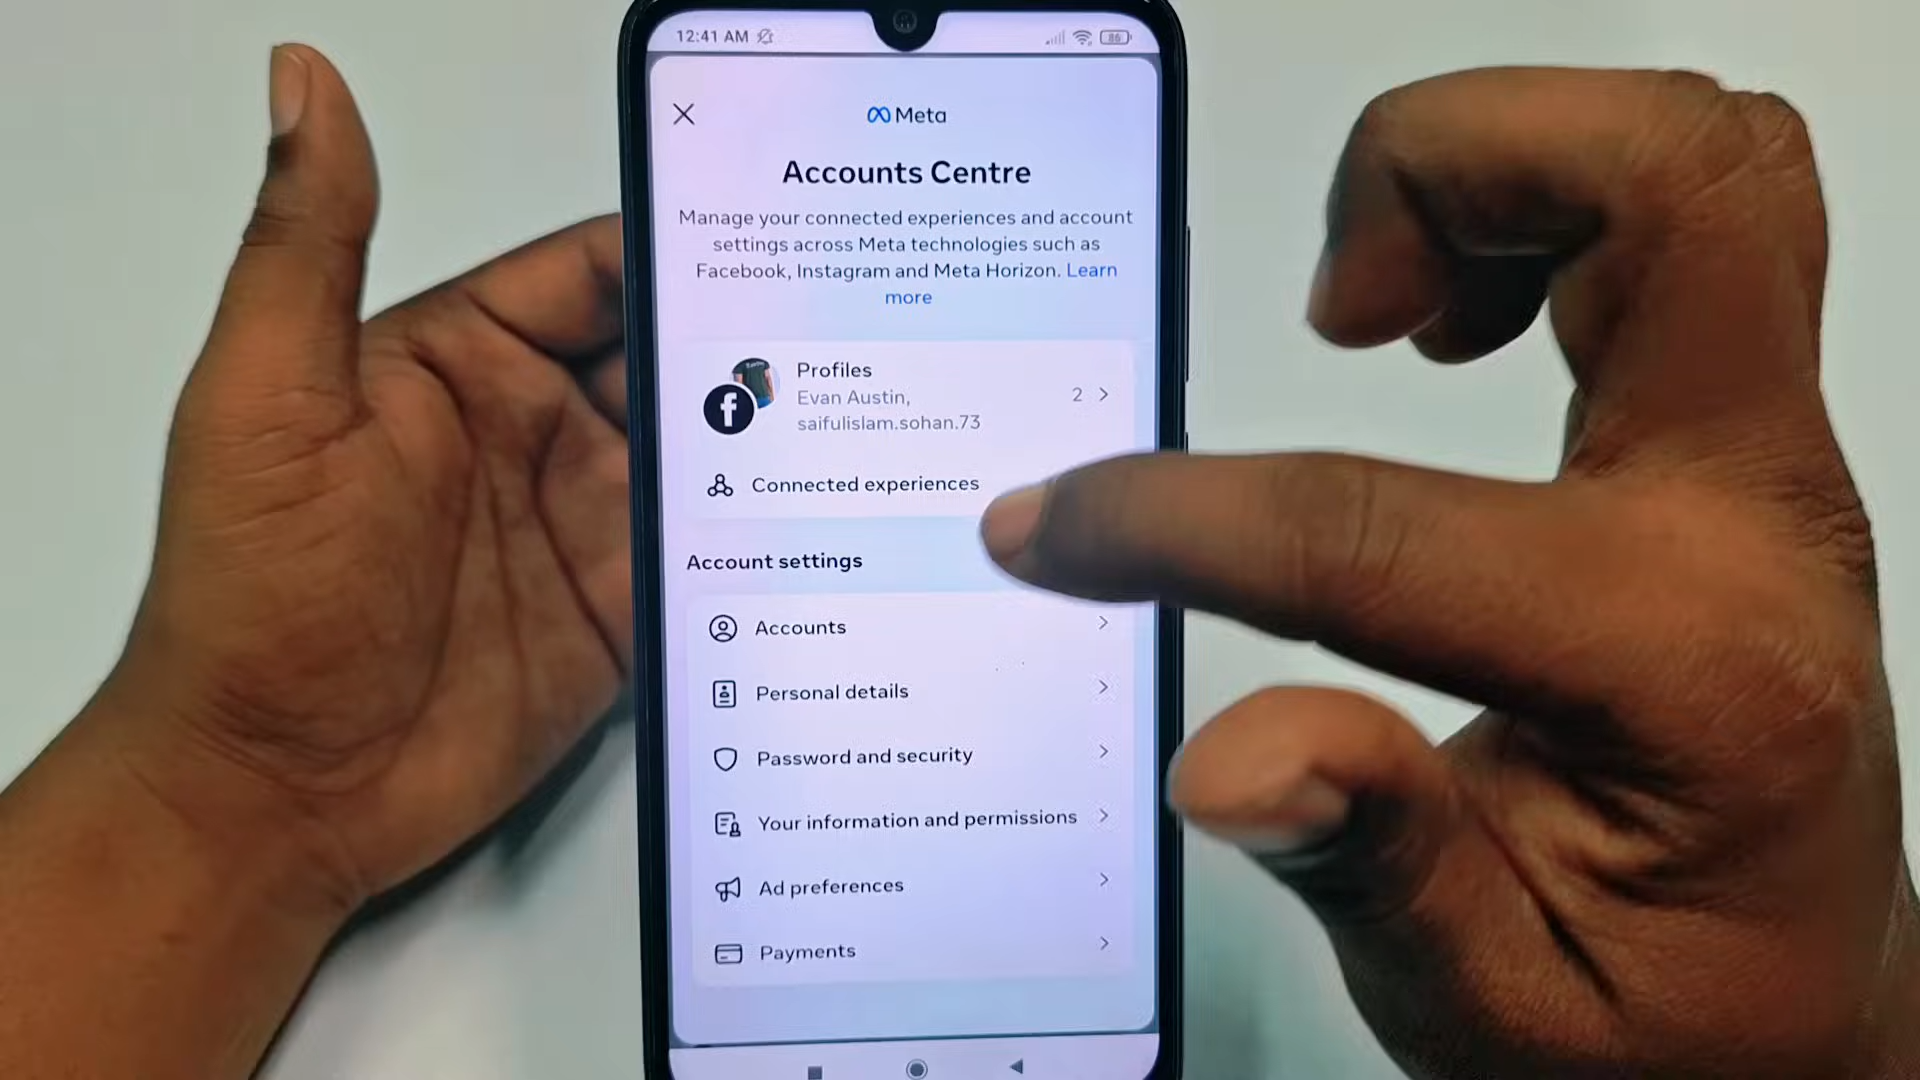 12:41 AM
86
Meta
Accounts Centre
Manage your connected experiences and account
settings across Meta technologies such as
Facebook, Instagram and Meta Horizon. Learn
more
Profiles
Evan Austin,
saifulislam.sohan.73
2
Connected experiences
Account settings
Accounts
Personal details
Password and security
Your information and permissions
Ad preferences
Payments